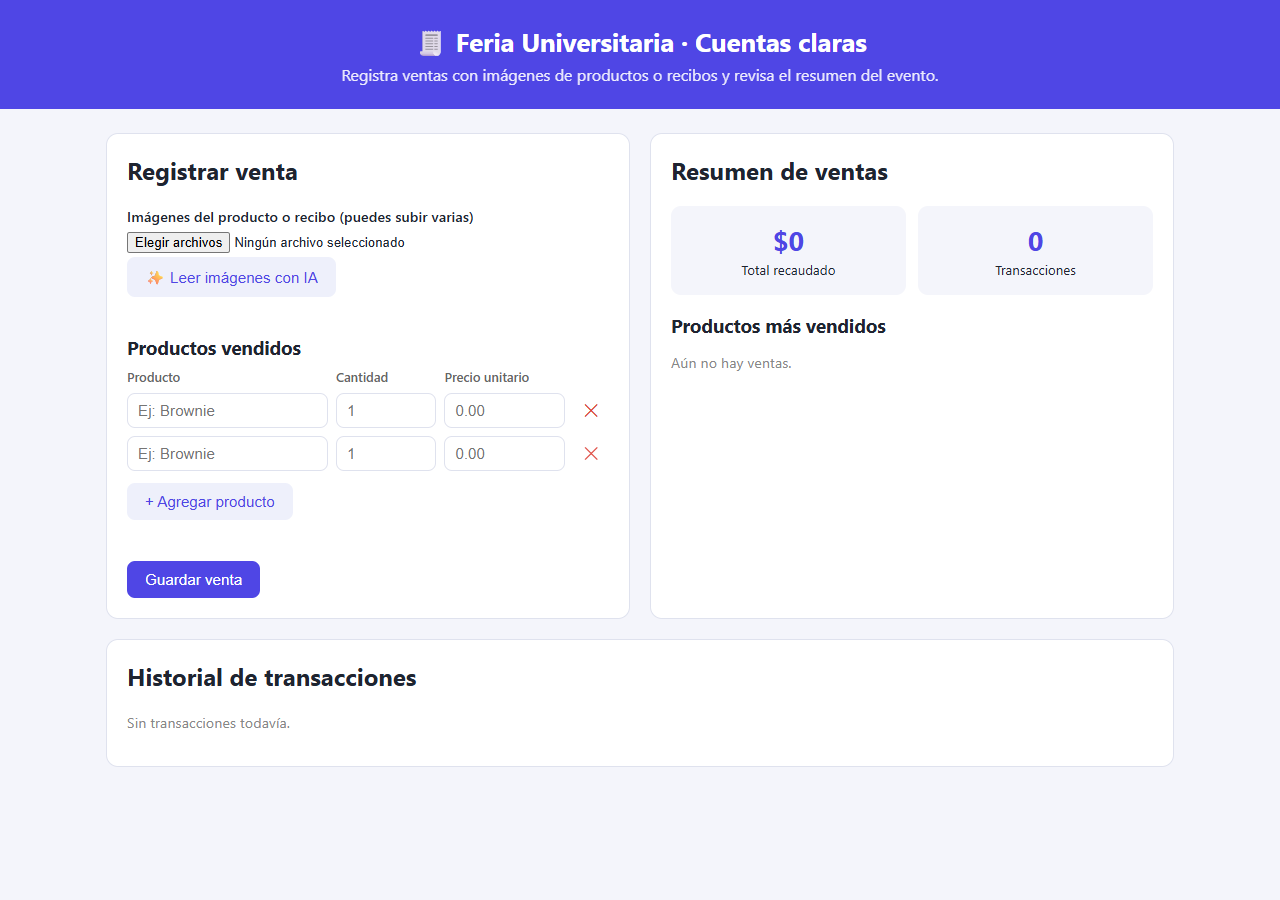 Feria Universitaria · Cuentas claras
Registra ventas con imágenes de productos o recibos y revisa el resumen del evento.
Registrar venta
Imágenes del producto o recibo (puedes subir varias)
Elegir archivos Ningún archivo seleccionado
✨ Leer imágenes con IA
Productos vendidos
Producto Cantidad Precio unitario
Ej: Brownie 1 0.00
Ej: Brownie 1 0.00
+ Agregar producto
Guardar venta
Resumen de ventas
$0 0
Total recaudado Transacciones
Productos más vendidos
Aún no hay ventas.
Historial de transacciones
Sin transacciones todavía.